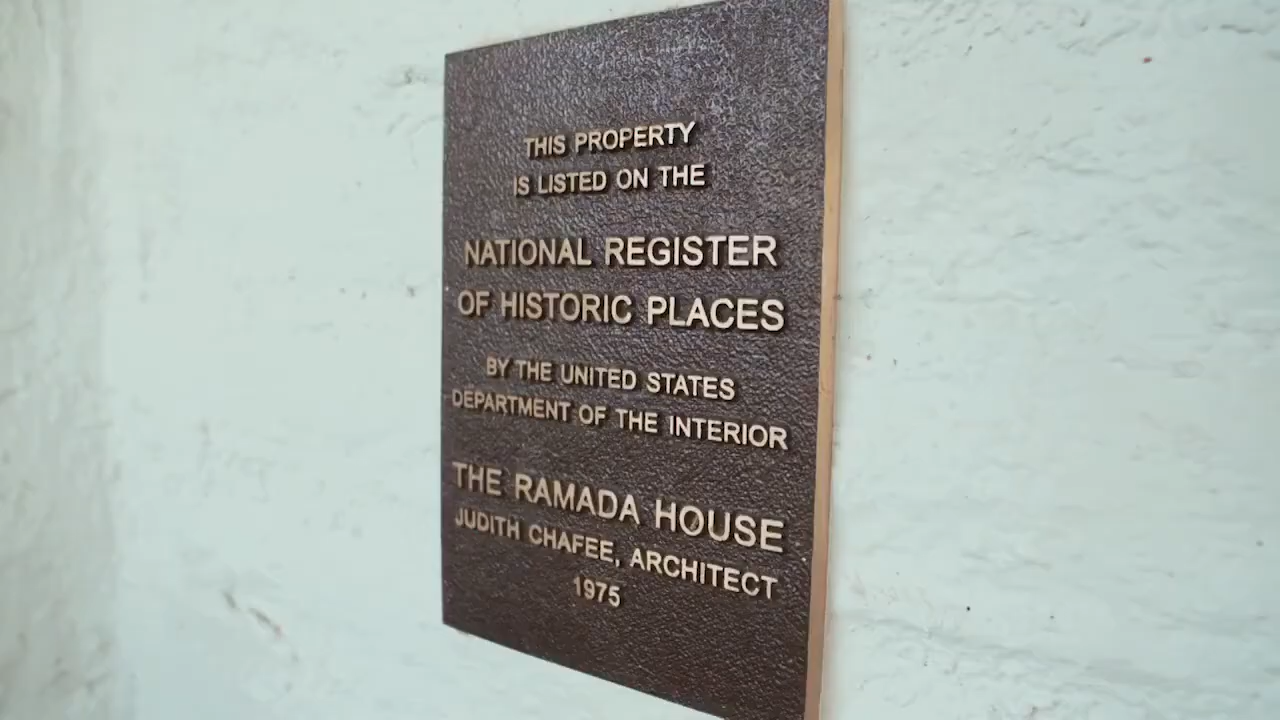 THIS PROPERTY
IS LISTED ON THE
NATIONAL REGISTER
OF HISTORIC PLACES
BY THE UNITED STATES
DEPARTMENT OF THE INTERIOR
THE RAMADA HOUSE
JUDITH CHAFEE, ARCHITECT
1975